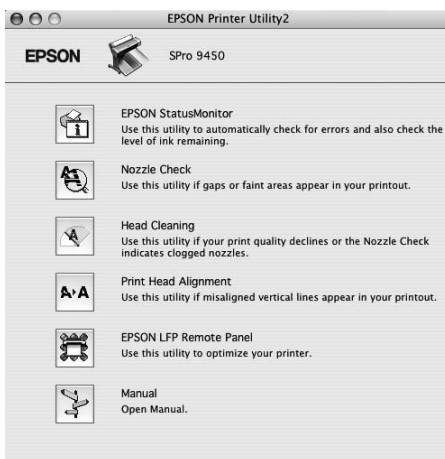 EPSON Printer Utility2
EPSON SPro 9450
EPSON StatusMonitor
Use this utility to automatically check for errors and also check the
level of ink remaining.
Nozzle Check
Use this utility if gaps or faint areas appear in your printout.
Head Cleaning
Use this utility if your print quality declines or the Nozzle Check
indicates clogged nozzles.
A▸A
Print Head Alignment
Use this utility if misaligned vertical lines appear in your printout.
EPSON LFP Remote Panel
Use this utility to optimize your printer.
Manual
Open Manual.